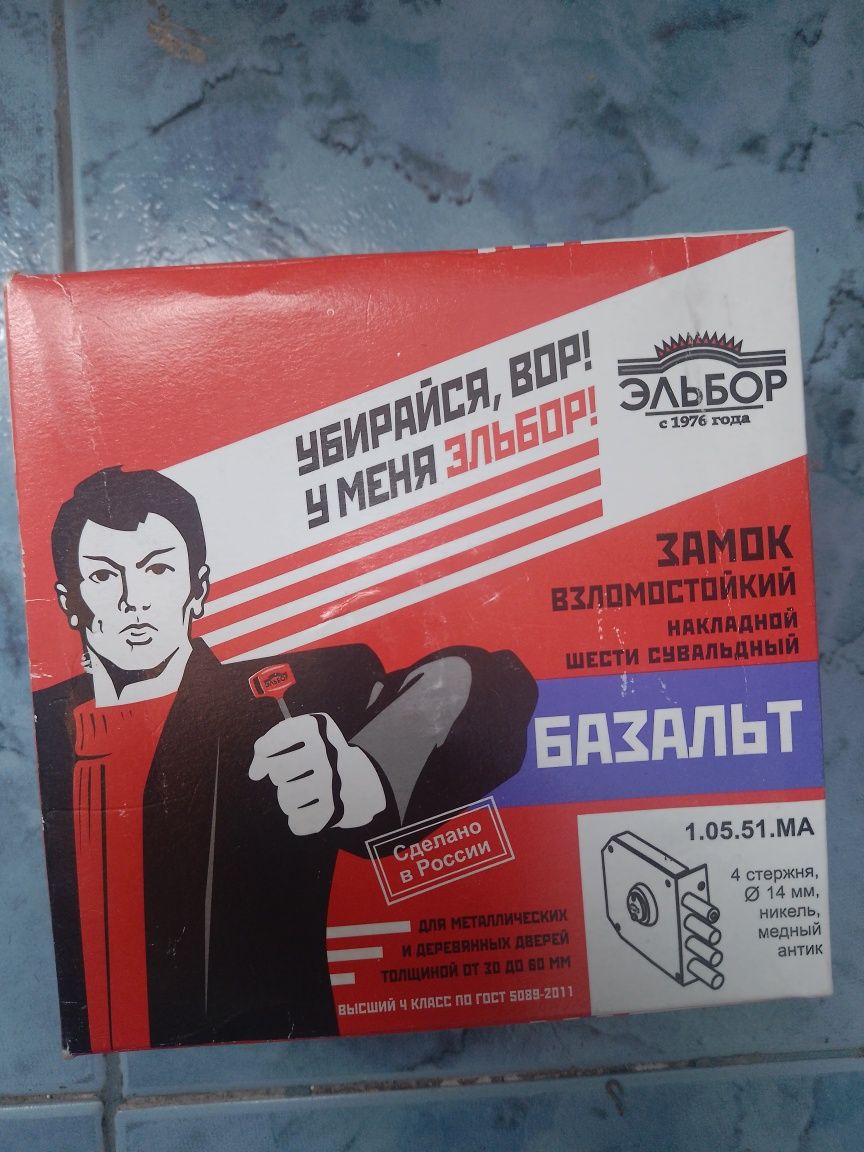 УБИРАЙСЯ, ВОР!
У МЕНЯ ЭЛЬБОР!
ЭЛЬБОР
с 1976 года
ЗАМОК
ВЗЛОМОСТОЙКИЙ
НАКЛАДНОЙ
ШЕСТИ СУВАЛЬДНЫЙ
ЭЛЬБОР
БАЗАЛЬТ
Сделано
в России
1.05.51.МА
4 стержня,
Ø 14 мм,
никель,
медный
антик
ДЛЯ МЕТАЛЛИЧЕСКИХ
И ДЕРЕВЯННЫХ ДВЕРЕЙ
ТОЛЩИНОЙ ОТ 30 ДО 60 ММ
ВЫСШИЙ 4 КЛАСС ПО ГОСТ 5089-2011